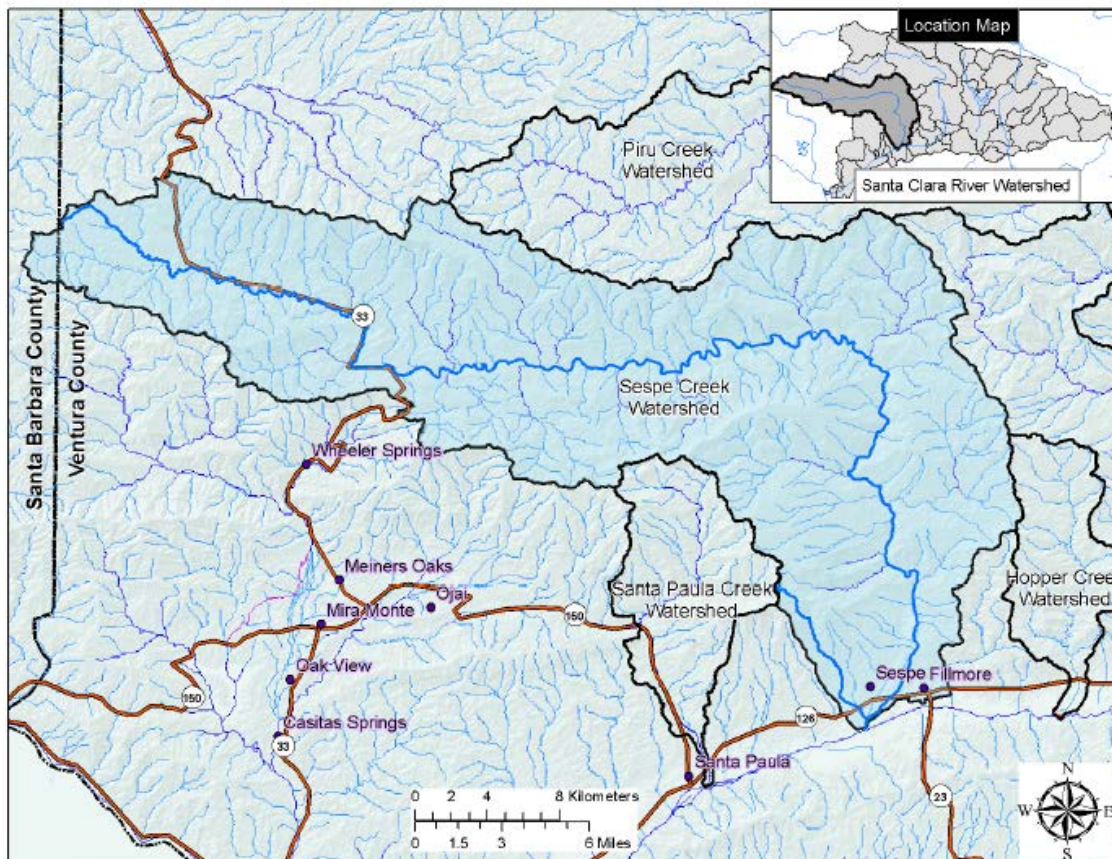 Location Map
Santa Clara River Watershed
Piru Creek
Watershed
33
Sespe Creek
Watershed
Santa Barbara County
Ventura County
Wheeler Springs
Meiners Oaks
Ojai
Mira Monte
150
Santa Paula Creek
Watershed
Hopper Creek
Watershed
Oak View
150
Sespe
Fillmore
126
Casitas Springs
33
Santa Paula
23
0 2 4 8 Kilometers
0 1.5 3 6 Miles
N
W E
S